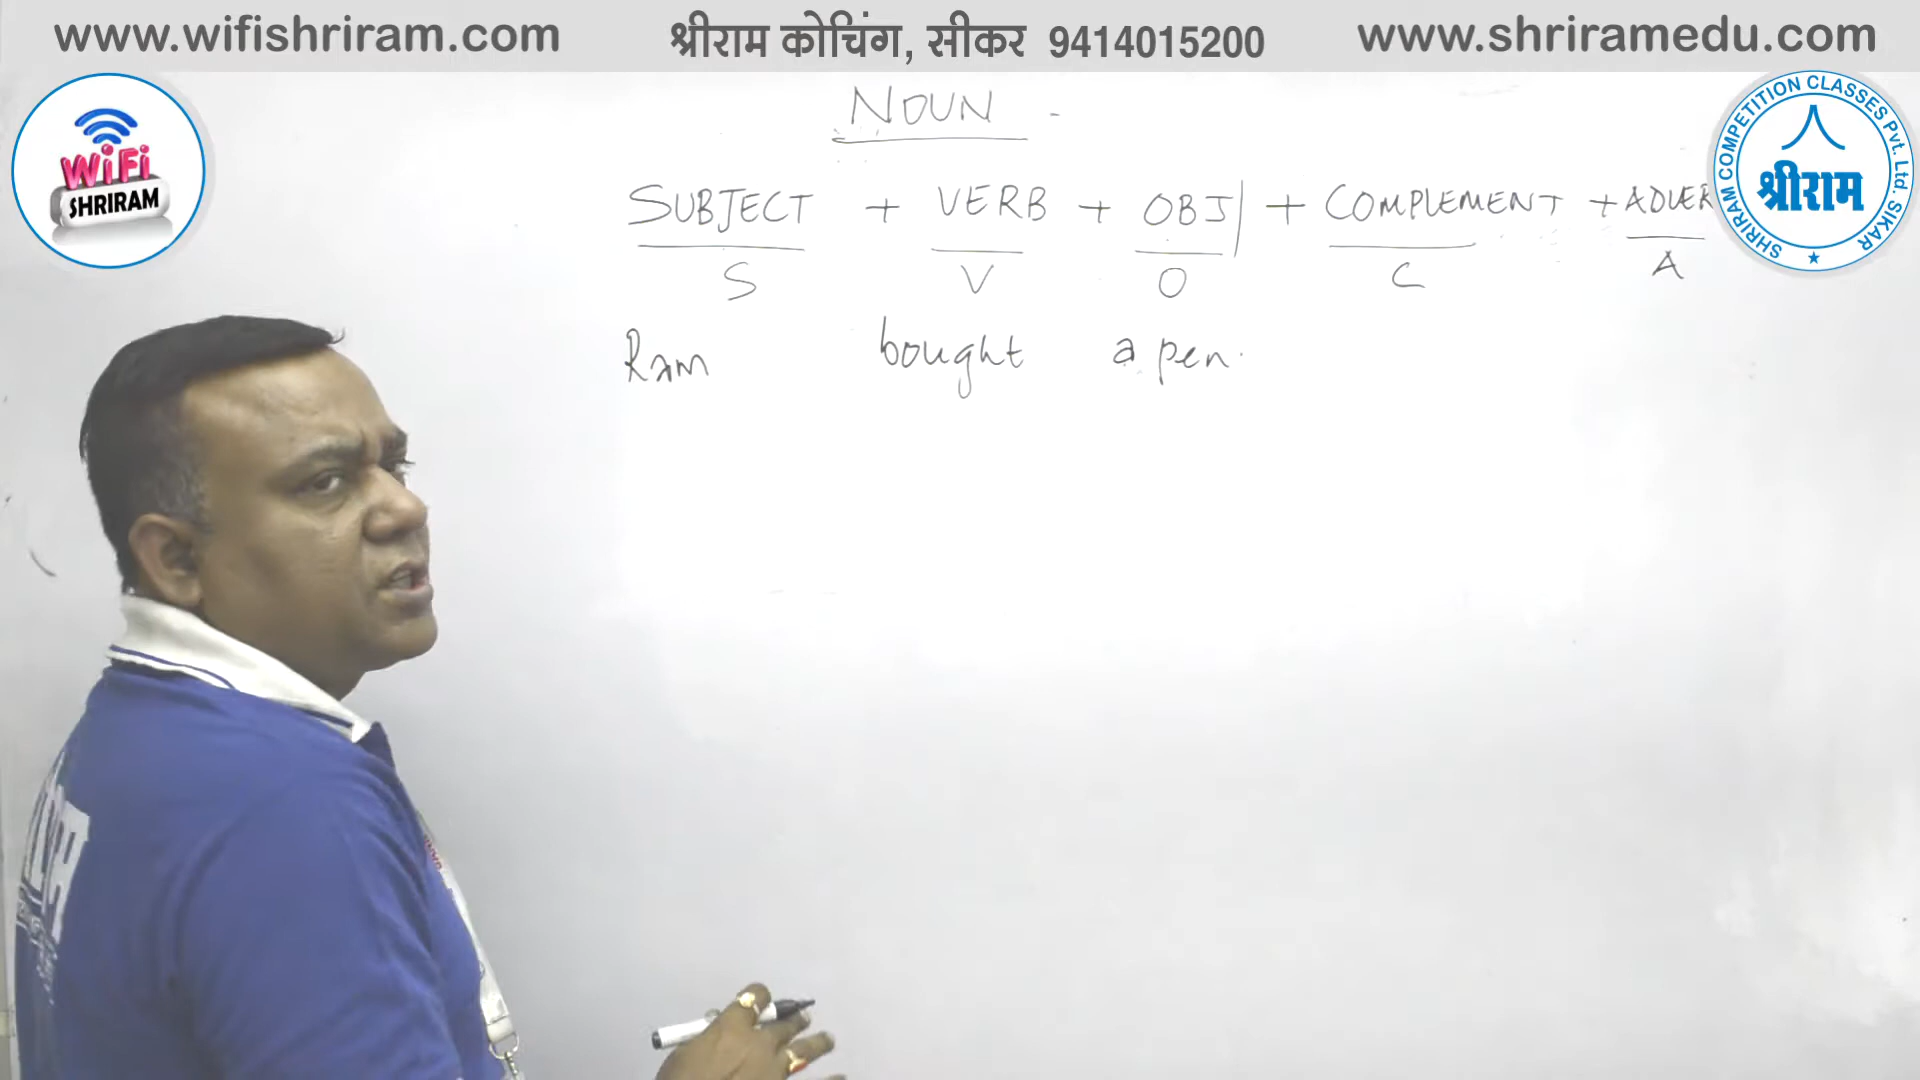 www.wifishriram.com श्रीराम कोचिंग, सीकर 9414015200 www.shriramedu.com
WiFi
SHRIRAM
SHRIRAM COMPETITION CLASSES Pvt. Ltd. SIKAR
श्रीराम
NOUN
SUBJECT + VERB + OBJ + COMPLEMENT + ADVER
S V O C A
Ram bought a pen.